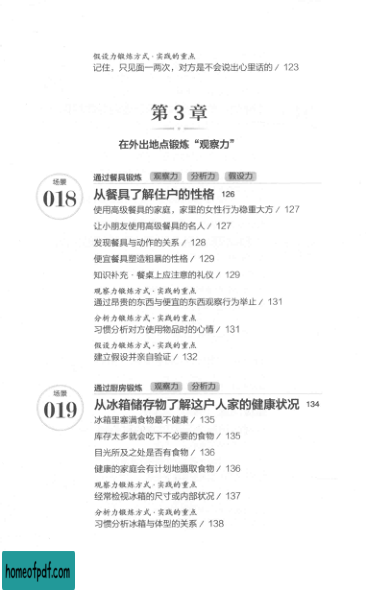 假设力锻炼方式·实践的重点
记住，只见面一两次，对方是不会说出心里话的 / 123
第 3 章
在外出地点锻炼“观察力”
场景
018
通过餐具锻炼 观察力 分析力 假设力
从餐具了解住户的性格 126
使用高级餐具的家庭，家里的女性行为稳重大方 / 127
让小朋友使用高级餐具的名人 / 127
发现餐具与动作的关系 / 128
便宜餐具塑造粗暴的性格 / 129
知识补充·餐桌上应注意的礼仪 / 129
观察力锻炼方式·实践的重点
通过昂贵的东西与便宜的东西观察行为举止 / 131
分析力锻炼方式·实践的重点
习惯分析对方使用物品时的心情 / 131
假设力锻炼方式·实践的重点
建立假设并亲自验证 / 132
场景
019
通过厨房锻炼 观察力 分析力
从冰箱储存物了解这户人家的健康状况 134
冰箱里塞满食物最不健康 / 135
库存太多就会吃下不必要的食物 / 135
目光所及之处是否有食物 / 136
健康的家庭会有计划地摄取食物 / 136
观察力锻炼方式·实践的重点
经常检视冰箱的尺寸或内部状况 / 137
分析力锻炼方式·实践的重点
习惯分析冰箱与体型的关系 / 138
homeofpdf.com